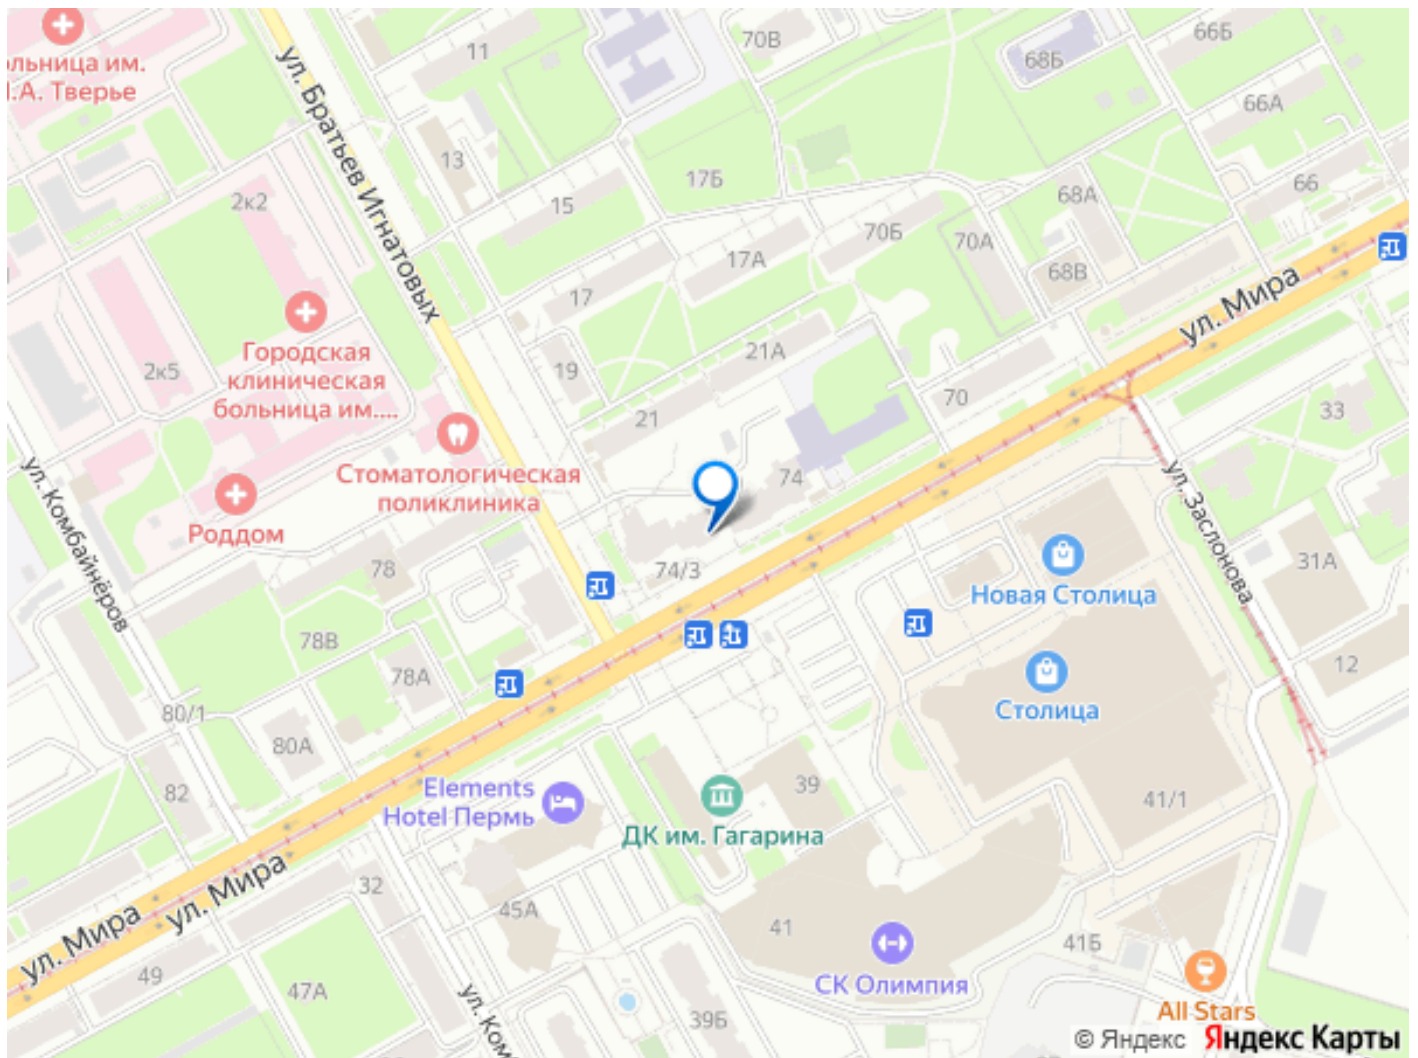 ольница им.
І.А. Тверье
ул. Братьев Игнатовых
11
70В
68Б
66Б
66А
13
2к2
15
17Б
68А
66
70Б
70А
17А
68В
17
ул. Мира
Городская
клиническая
больница им....
2к5
19
21А
21
70
33
Стоматологическая
поликлиника
74
ул. Комбайнёров
Роддом
ул. Заслонова
78
74/3
Новая Столица
31А
78В
78А
12
80/1
Столица
80А
82
Elements
Hotel Пермь
39
41/1
ДК им. Гагарина
ул. Мира
32
45А
41
41Б
ул. Мира
49
47А
СК Олимпия
ул. Ком
39Б
All Stars
© Яндекс Яндекс Карты